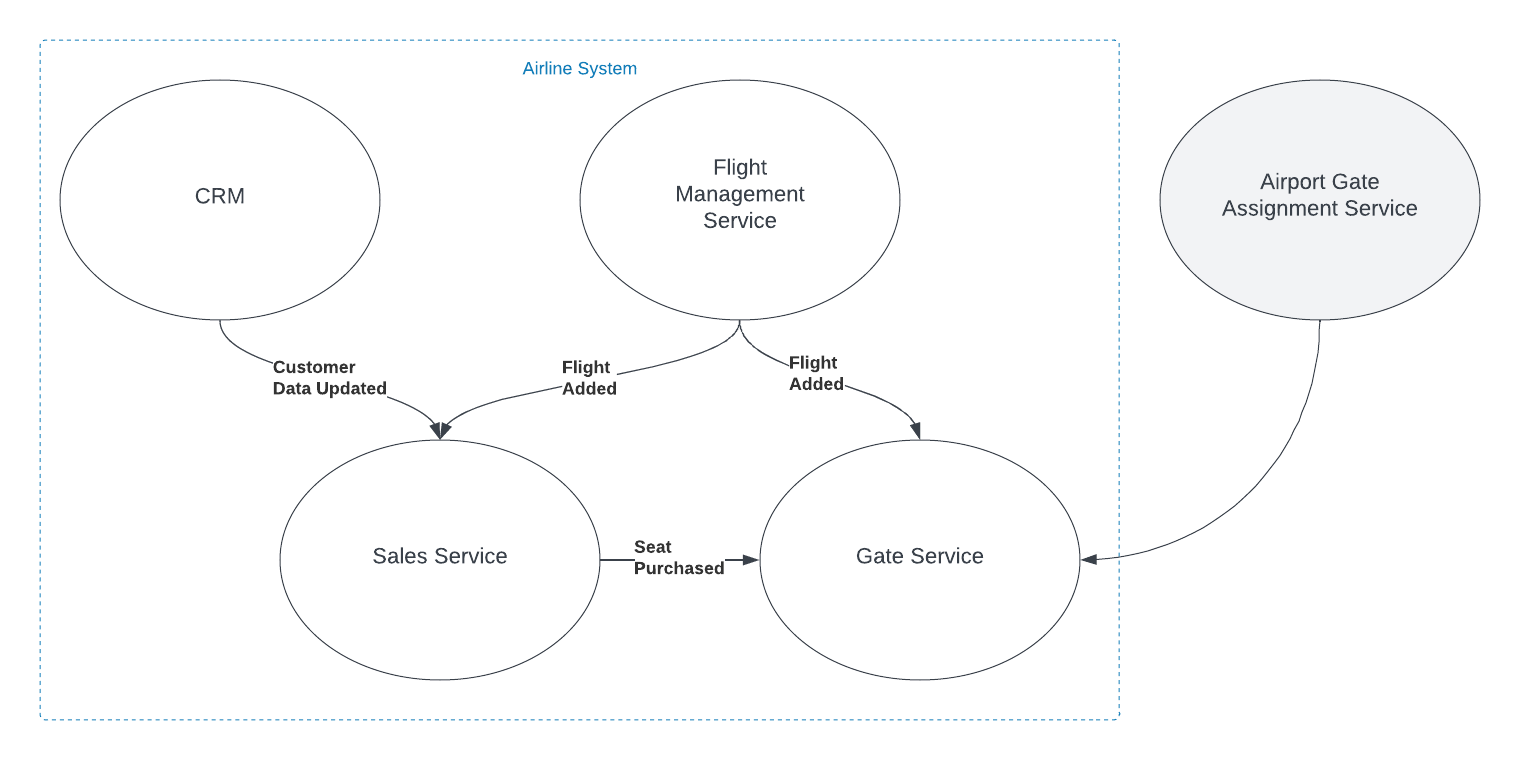 Airline System
CRM
Flight
Management
Service
Airport Gate
Assignment Service
Customer
Data Updated
Flight
Added
Flight
Added
Sales Service
Seat
Purchased
Gate Service